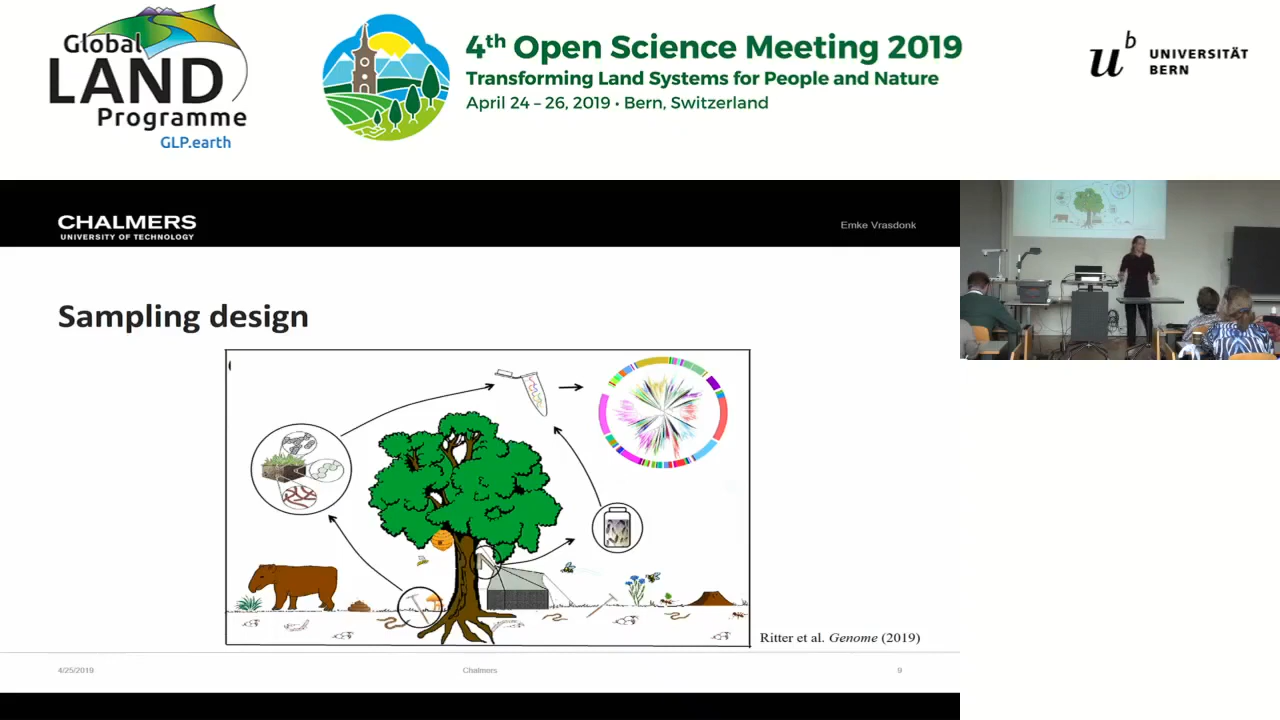 Global
LAND
Programme
GLP.earth
4th Open Science Meeting 2019
Transforming Land Systems for People and Nature
April 24 – 26, 2019 • Bern, Switzerland
u b
UNIVERSITÄT
BERN
CHALMERS
UNIVERSITY OF TECHNOLOGY
Emke Vrasdonk
Sampling design
Ritter et al. Genome (2019)
4/25/2019
Chalmers
9